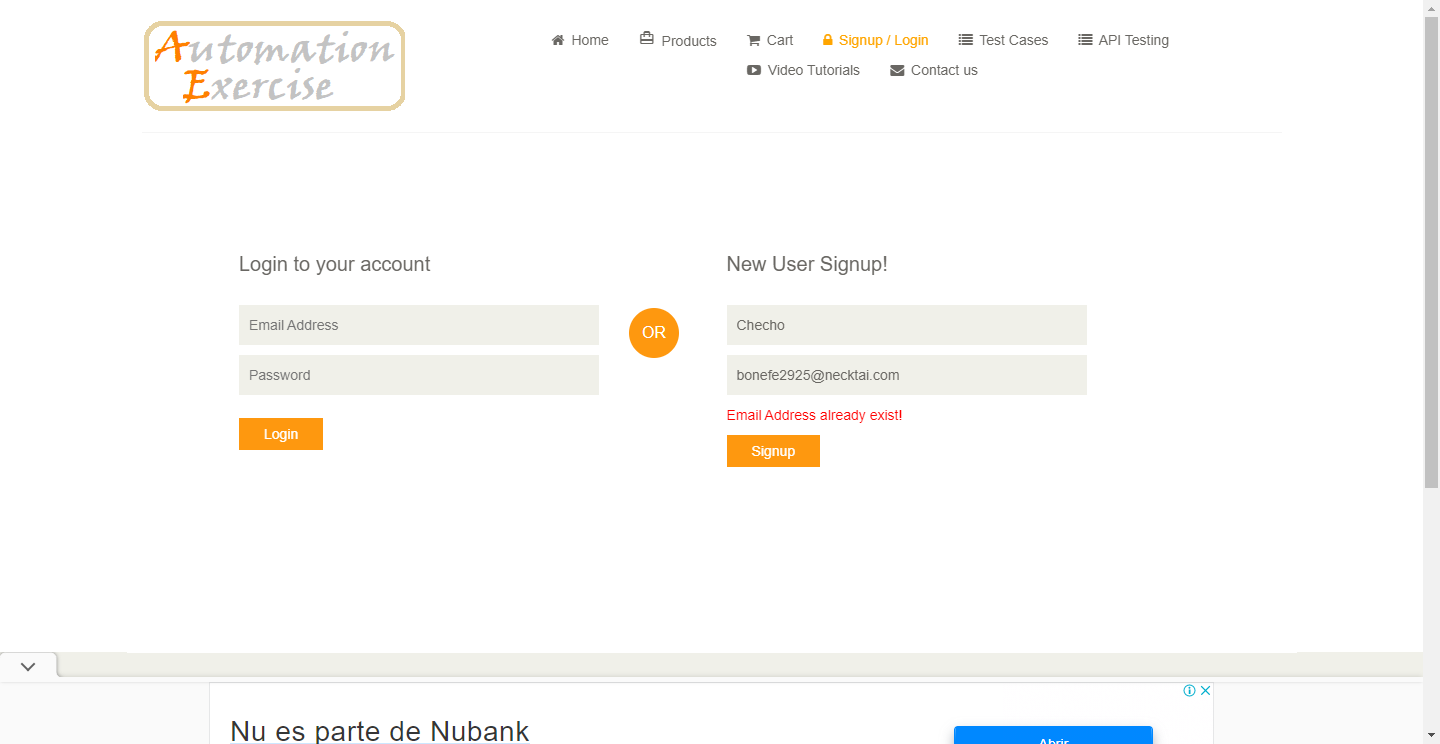 Automation
Exercise
Home
Products
Cart
Signup / Login
Test Cases
API Testing
Video Tutorials
Contact us
Login to your account
Email Address
Password
Login
OR
New User Signup!
Checho
bonefe2925@necktai.com
Email Address already exist!
Signup
Nu es parte de Nubank
Abrir